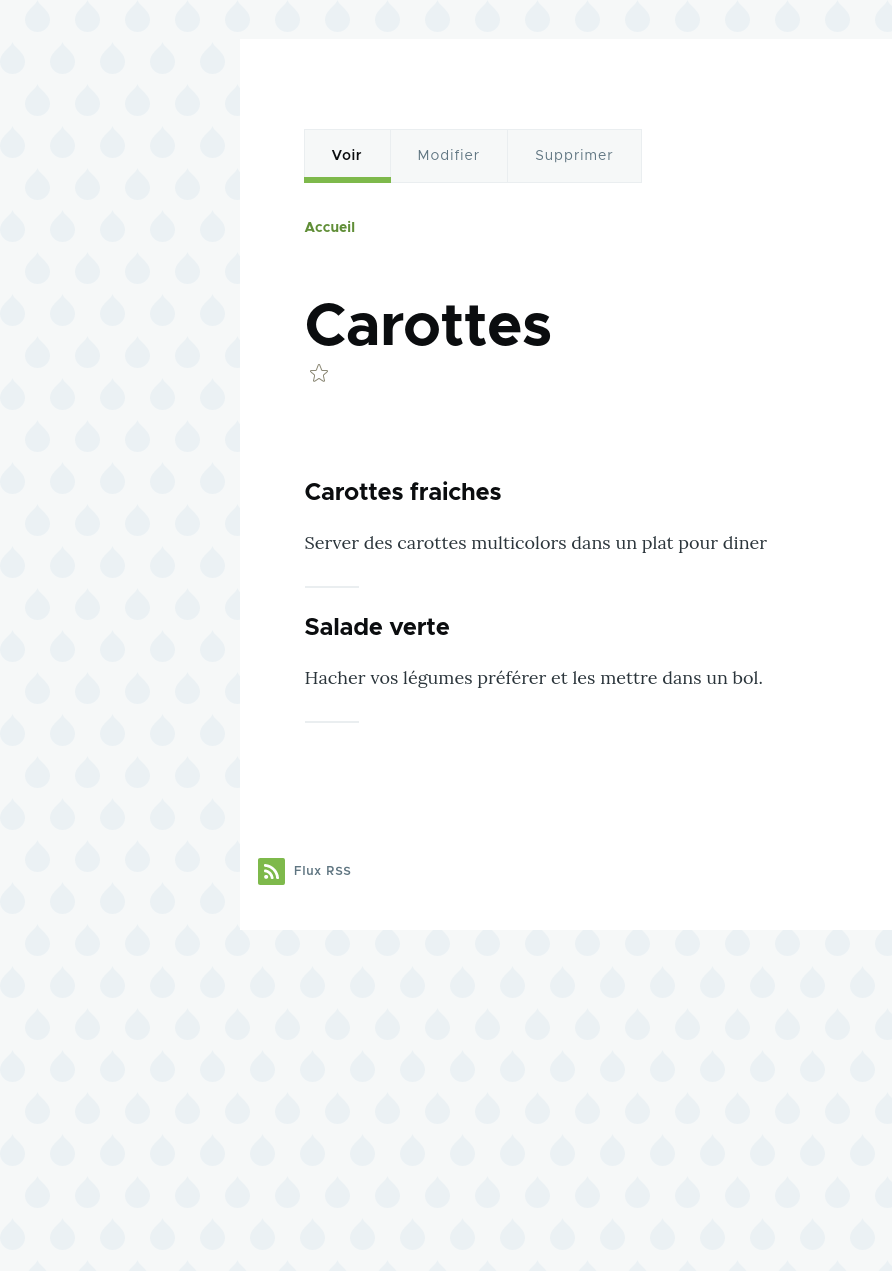 Voir
Modifier
Supprimer
Accueil
Carottes
Carottes fraiches
Server des carottes multicolors dans un plat pour diner
Salade verte
Hacher vos légumes préférer et les mettre dans un bol.
Flux RSS